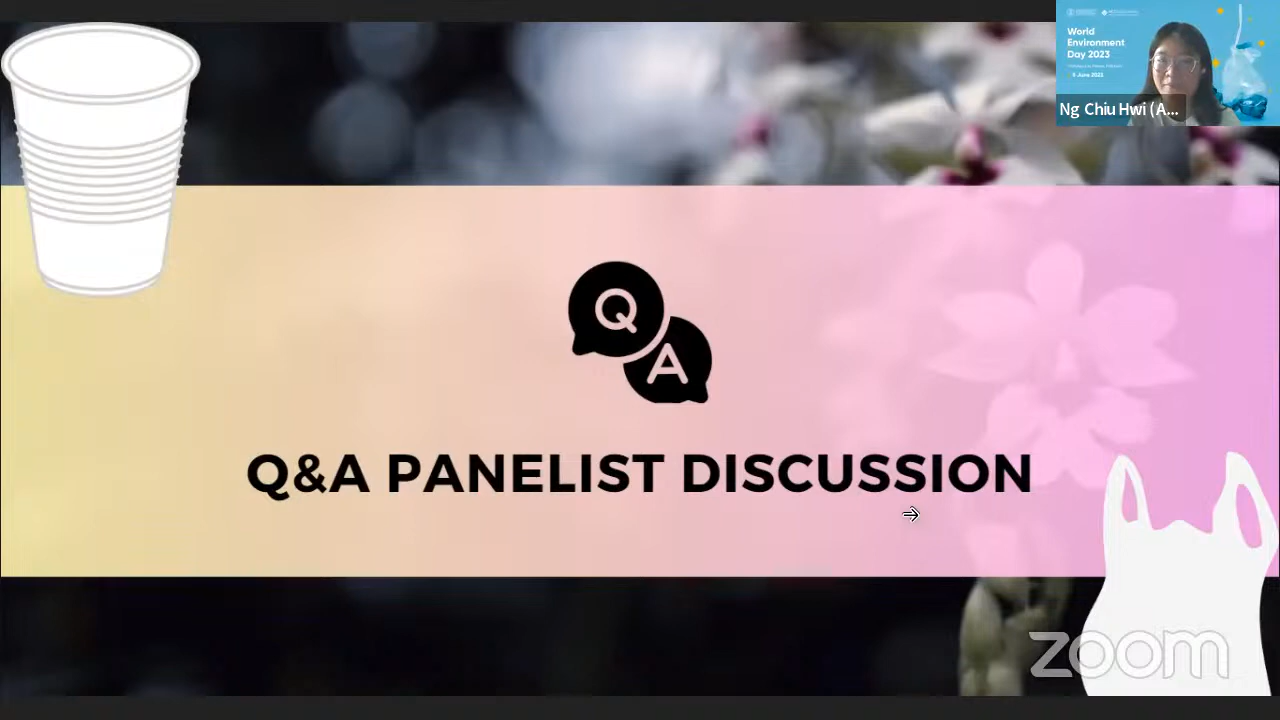 World
Environment
Day 2023
Ng Chiu Hwi (A...
Q
A
Q&A PANELIST DISCUSSION
zoom